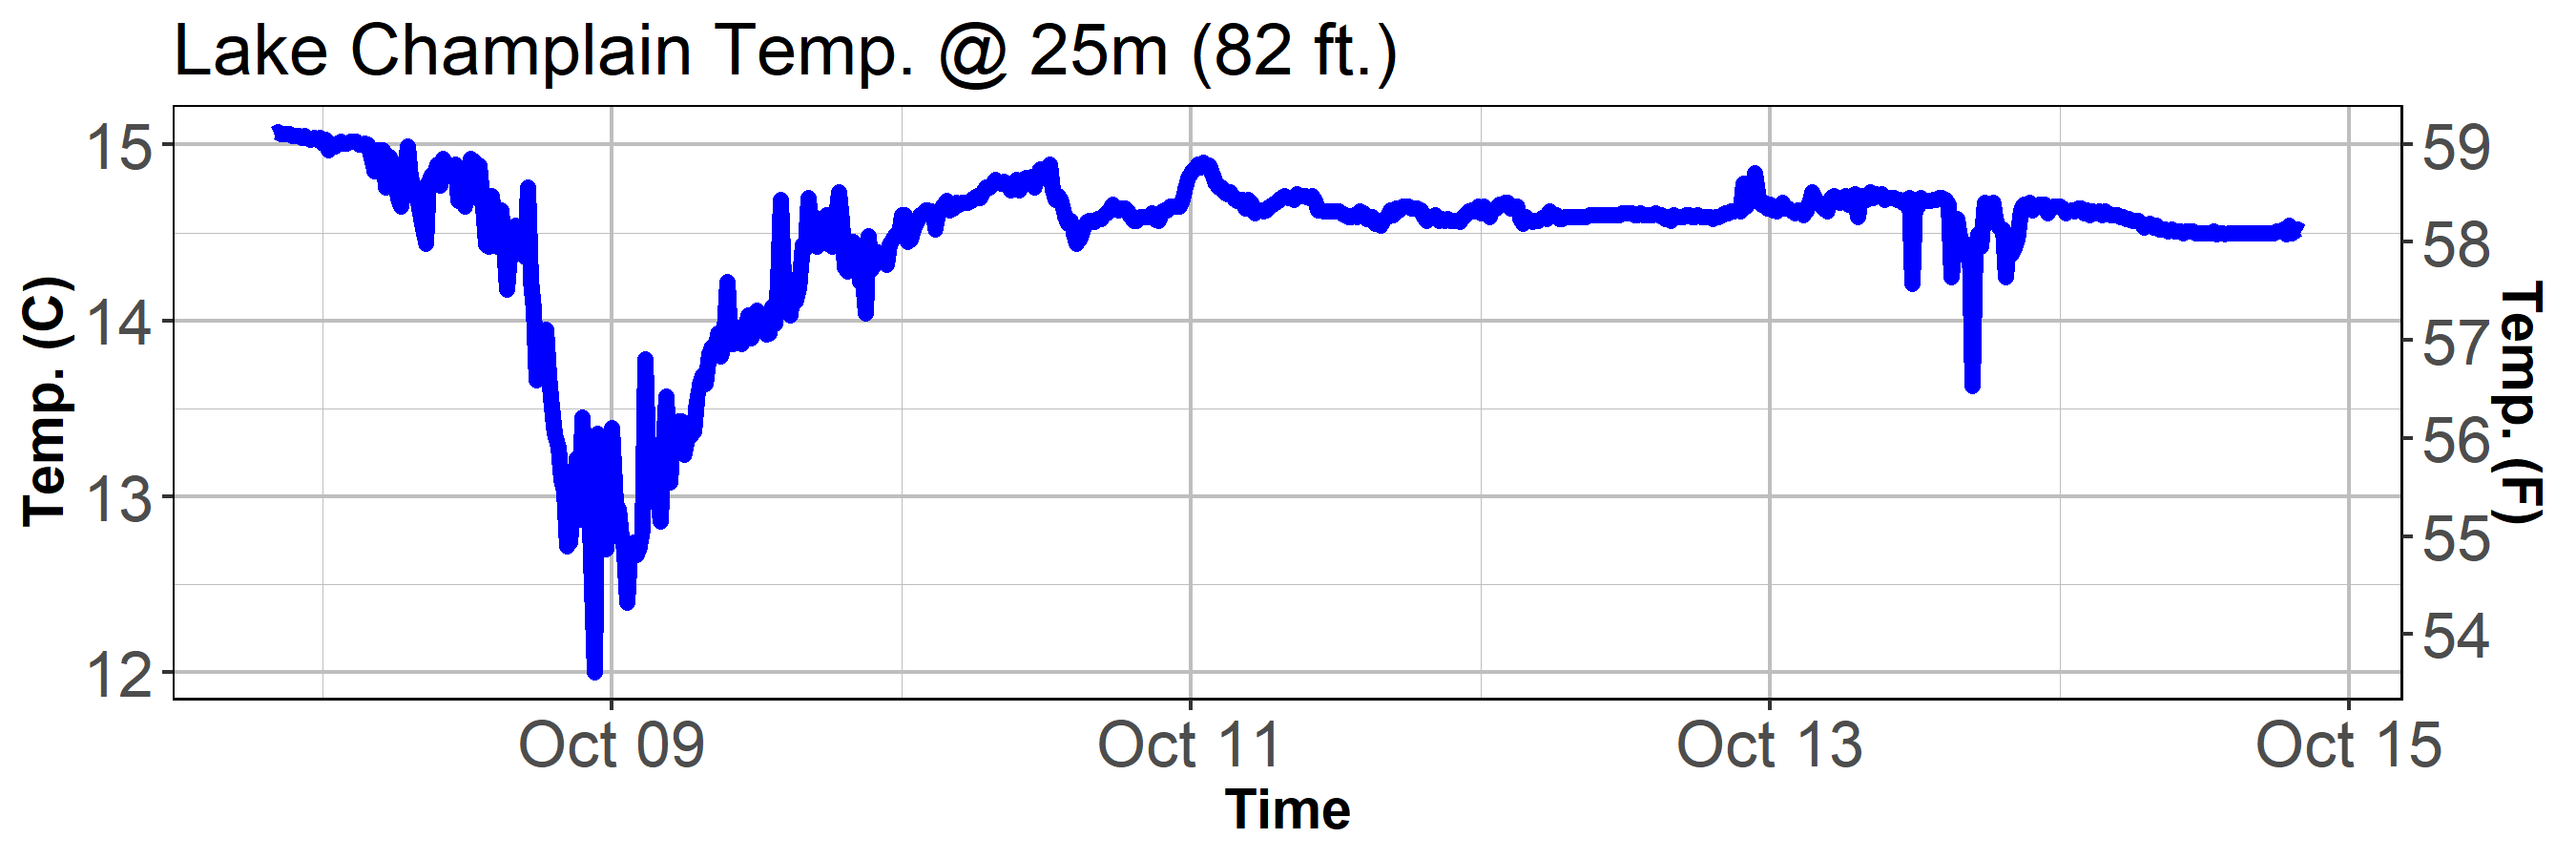 Lake Champlain Temp. @ 25m (82 ft.)
Temp. (C)
15
14
13
12
59
58
57
56
55
54
Temp. (F)
Oct 09
Oct 11
Oct 13
Oct 15
Time